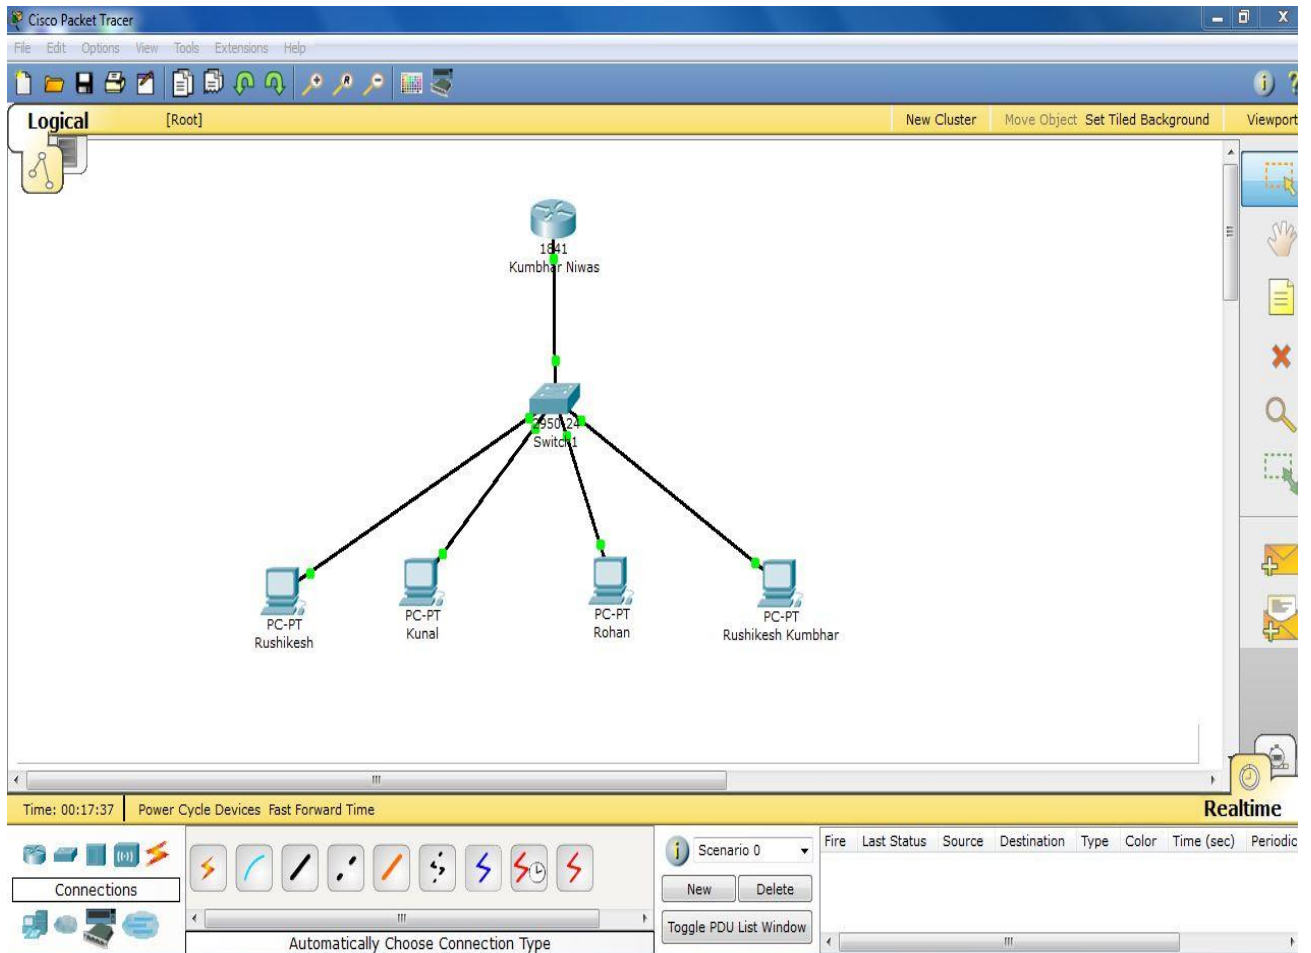 Cisco Packet Tracer
File Edit Options View Tools Extensions Help
Logical [Root] New Cluster Move Object Set Tiled Background Viewport
1841
Kumbhar Niwas
2950-24
Switch1
PC-PT
Rushikesh
PC-PT
Kunal
PC-PT
Rohan
PC-PT
Rushikesh Kumbhar
Time: 00:17:37 Power Cycle Devices Fast Forward Time Realtime
Connections
Automatically Choose Connection Type
Scenario 0
New Delete
Toggle PDU List Window
Fire Last Status Source Destination Type Color Time (sec) Periodic